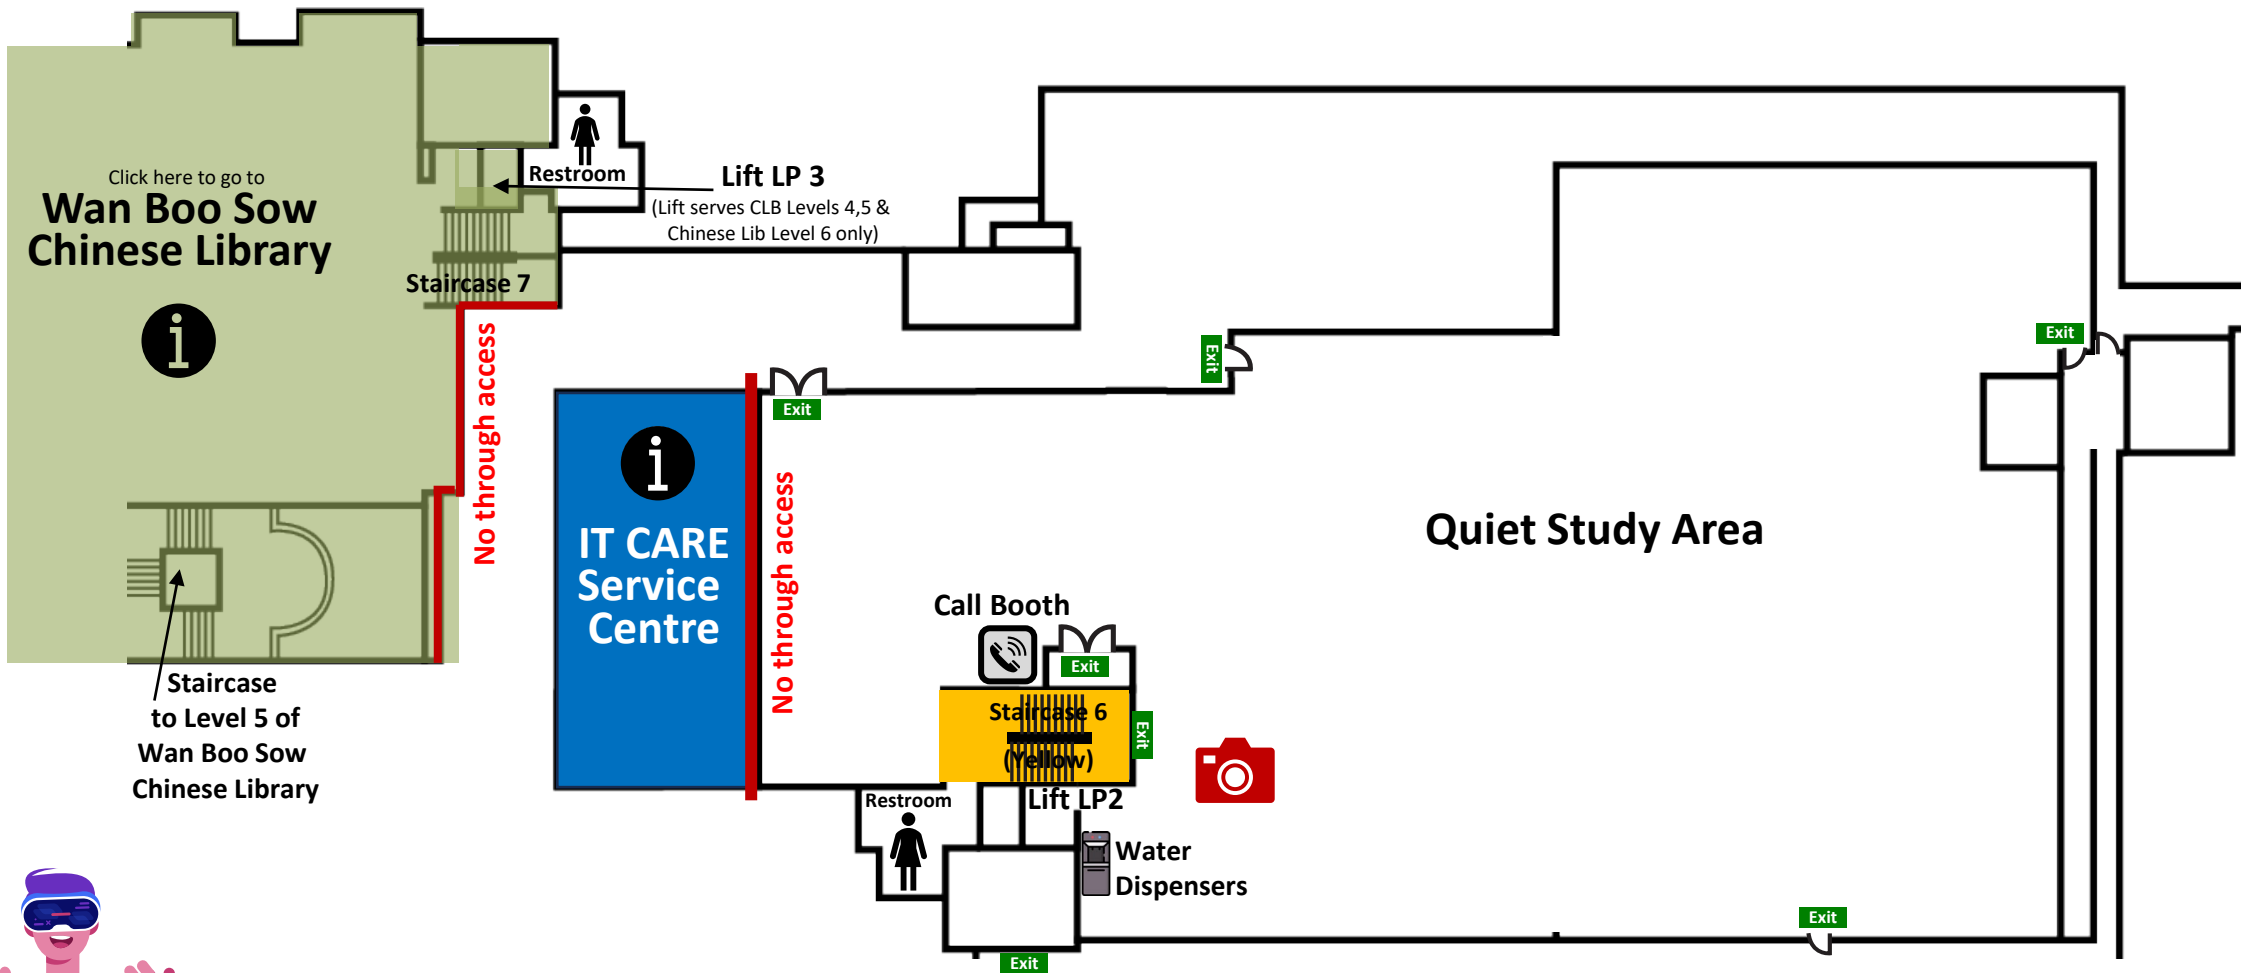 Click here to go to
Wan Boo Sow
Chinese Library
Restroom
Lift LP 3
(Lift serves CLB Levels 4,5 &
Chinese Lib Level 6 only)
Staircase 7
No through access
Exit
Exit
Exit
IT CARE
Service
Centre
No through access
Quiet Study Area
Call Booth
Exit
Staircase 6
(Yellow)
Exit
Lift LP2
Restroom
Water
Dispensers
Staircase
to Level 5 of
Wan Boo Sow
Chinese Library
Exit
Exit